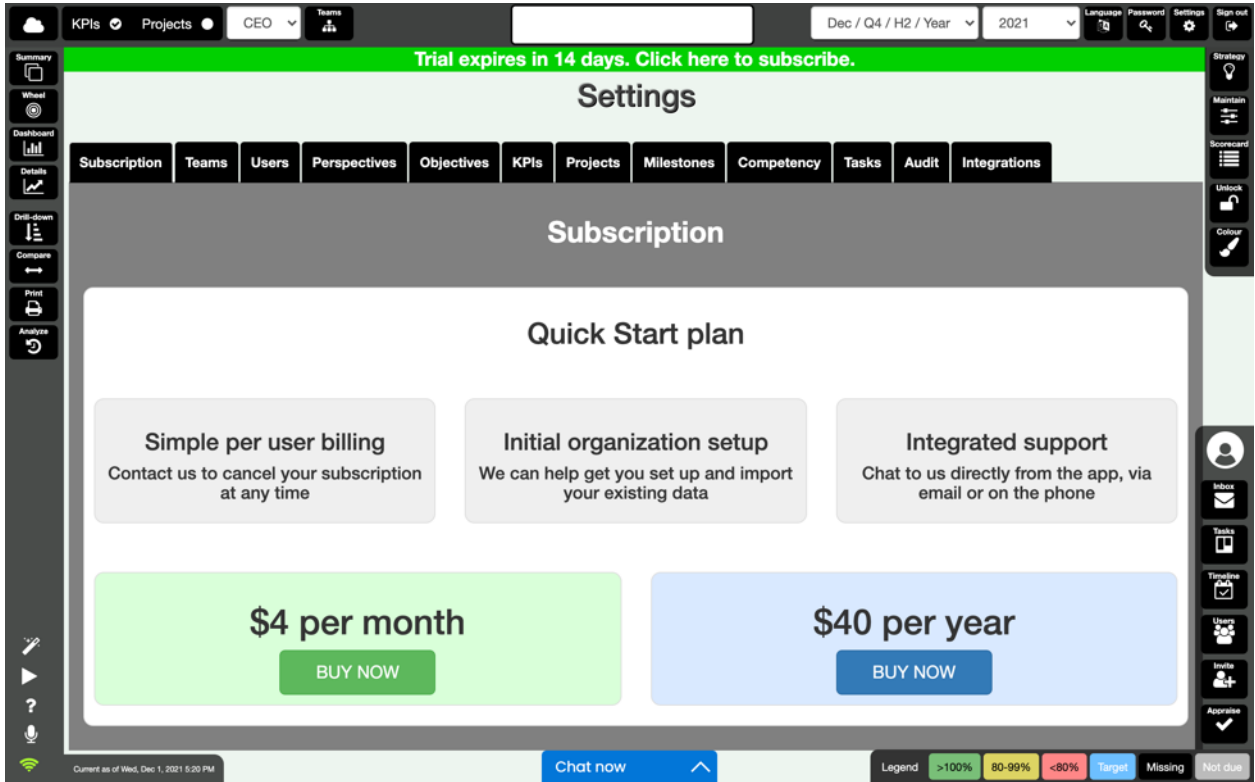 KPIs Projects CEO Teams Dec / Q4 / H2 / Year 2021 Language Password Settings Sign out
Trial expires in 14 days. Click here to subscribe.
Settings
Summary
Wheel
Dashboard
Details
Drill-down
Compare
Print
Analyze
Subscription Teams Users Perspectives Objectives KPIs Projects Milestones Competency Tasks Audit Integrations
Subscription
Quick Start plan
Simple per user billing
Contact us to cancel your subscription
at any time
Initial organization setup
We can help get you set up and import
your existing data
Integrated support
Chat to us directly from the app, via
email or on the phone
$4 per month
BUY NOW
$40 per year
BUY NOW
Strategy
Maintain
Scorecard
Unlock
Colour
Inbox
Tasks
Timeline
Users
Invite
Appraise
?
Current as of Wed, Dec 1, 2021 5:20 PM
Chat now
Legend >100% 80-99% <80% Target Missing Not due